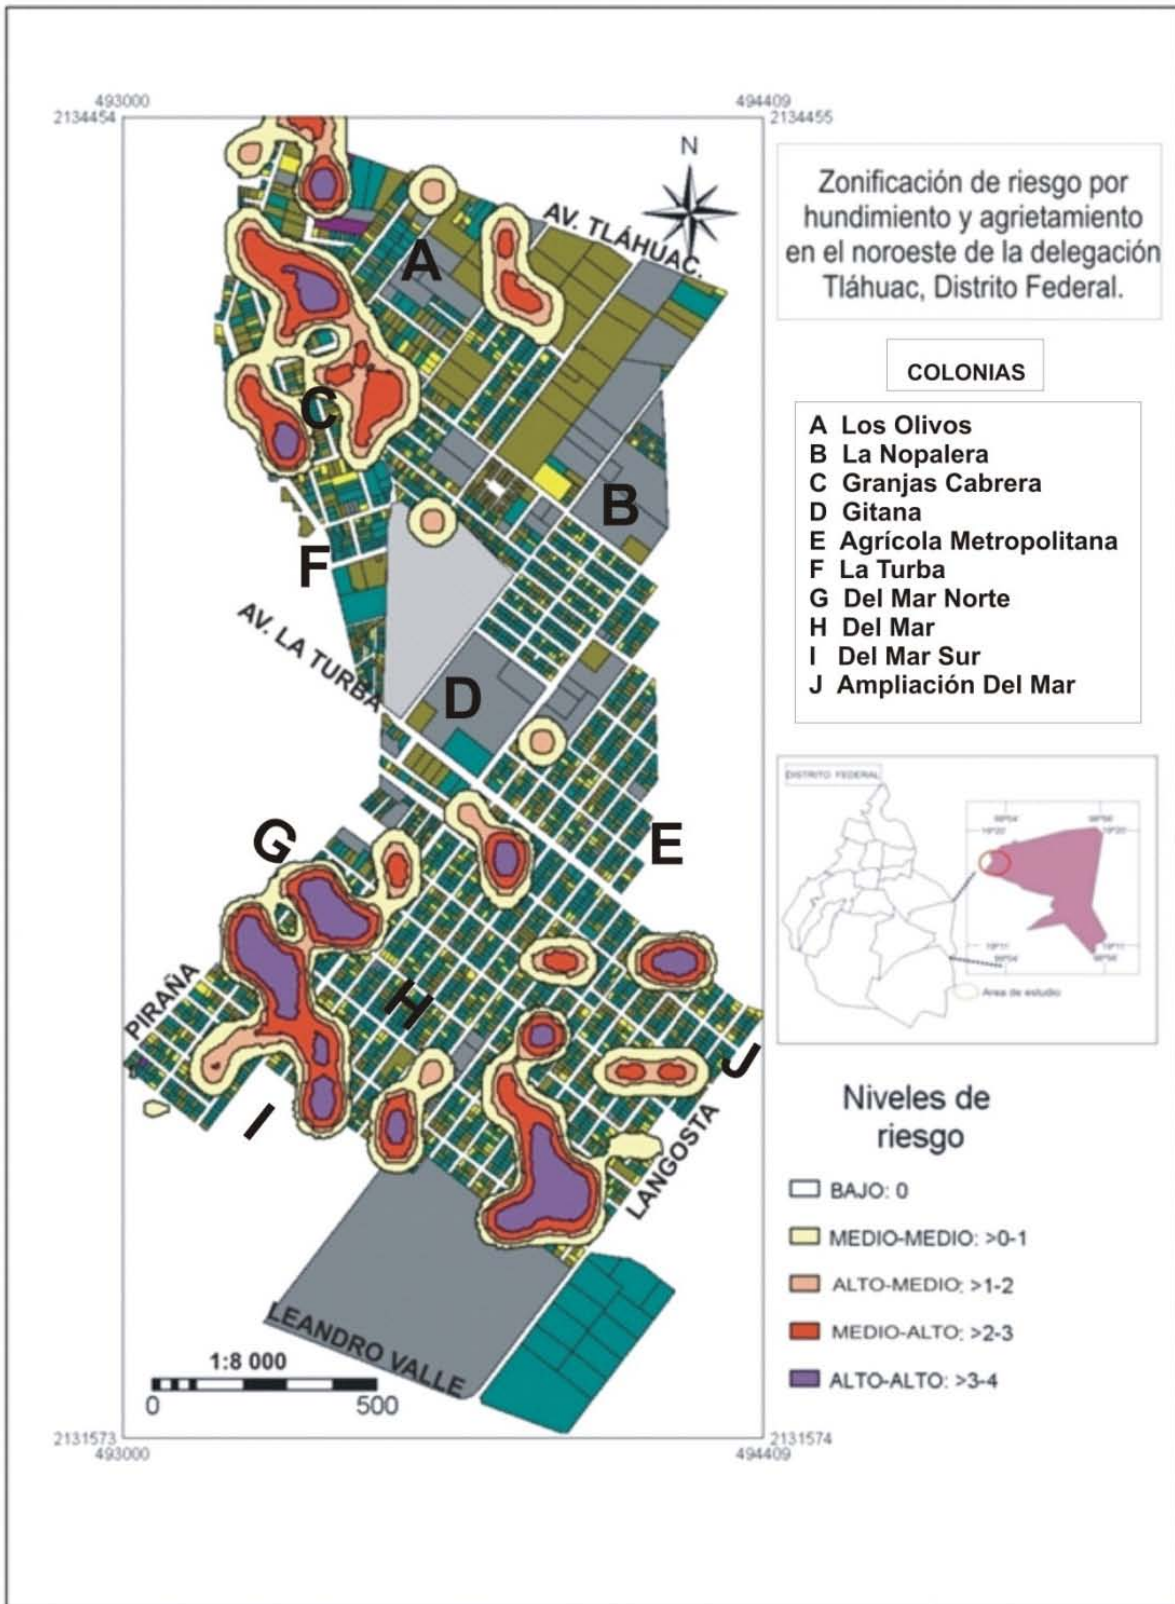 493000
494409
2134454
2134455
N
AV. TLÁHUAC.
A
C
B
F
AV. LA TURBA
D
G
E
PIRAÑA
H
J
I
LANGOSTA
LEANDRO VALLE
1:8 000
0 500
2131573
2131574
493000
494409
Zonificación de riesgo por
hundimiento y agrietamiento
en el noroeste de la delegación
Tláhuac, Distrito Federal.
COLONIAS
A Los Olivos
B La Nopalera
C Granjas Cabrera
D Gitana
E Agrícola Metropolitana
F La Turba
G Del Mar Norte
H Del Mar
I Del Mar Sur
J Ampliación Del Mar
DISTRITO FEDERAL
Area de estudio
Niveles de
riesgo
BAJO: 0
MEDIO-MEDIO: >0-1
ALTO-MEDIO: >1-2
MEDIO-ALTO: >2-3
ALTO-ALTO: >3-4